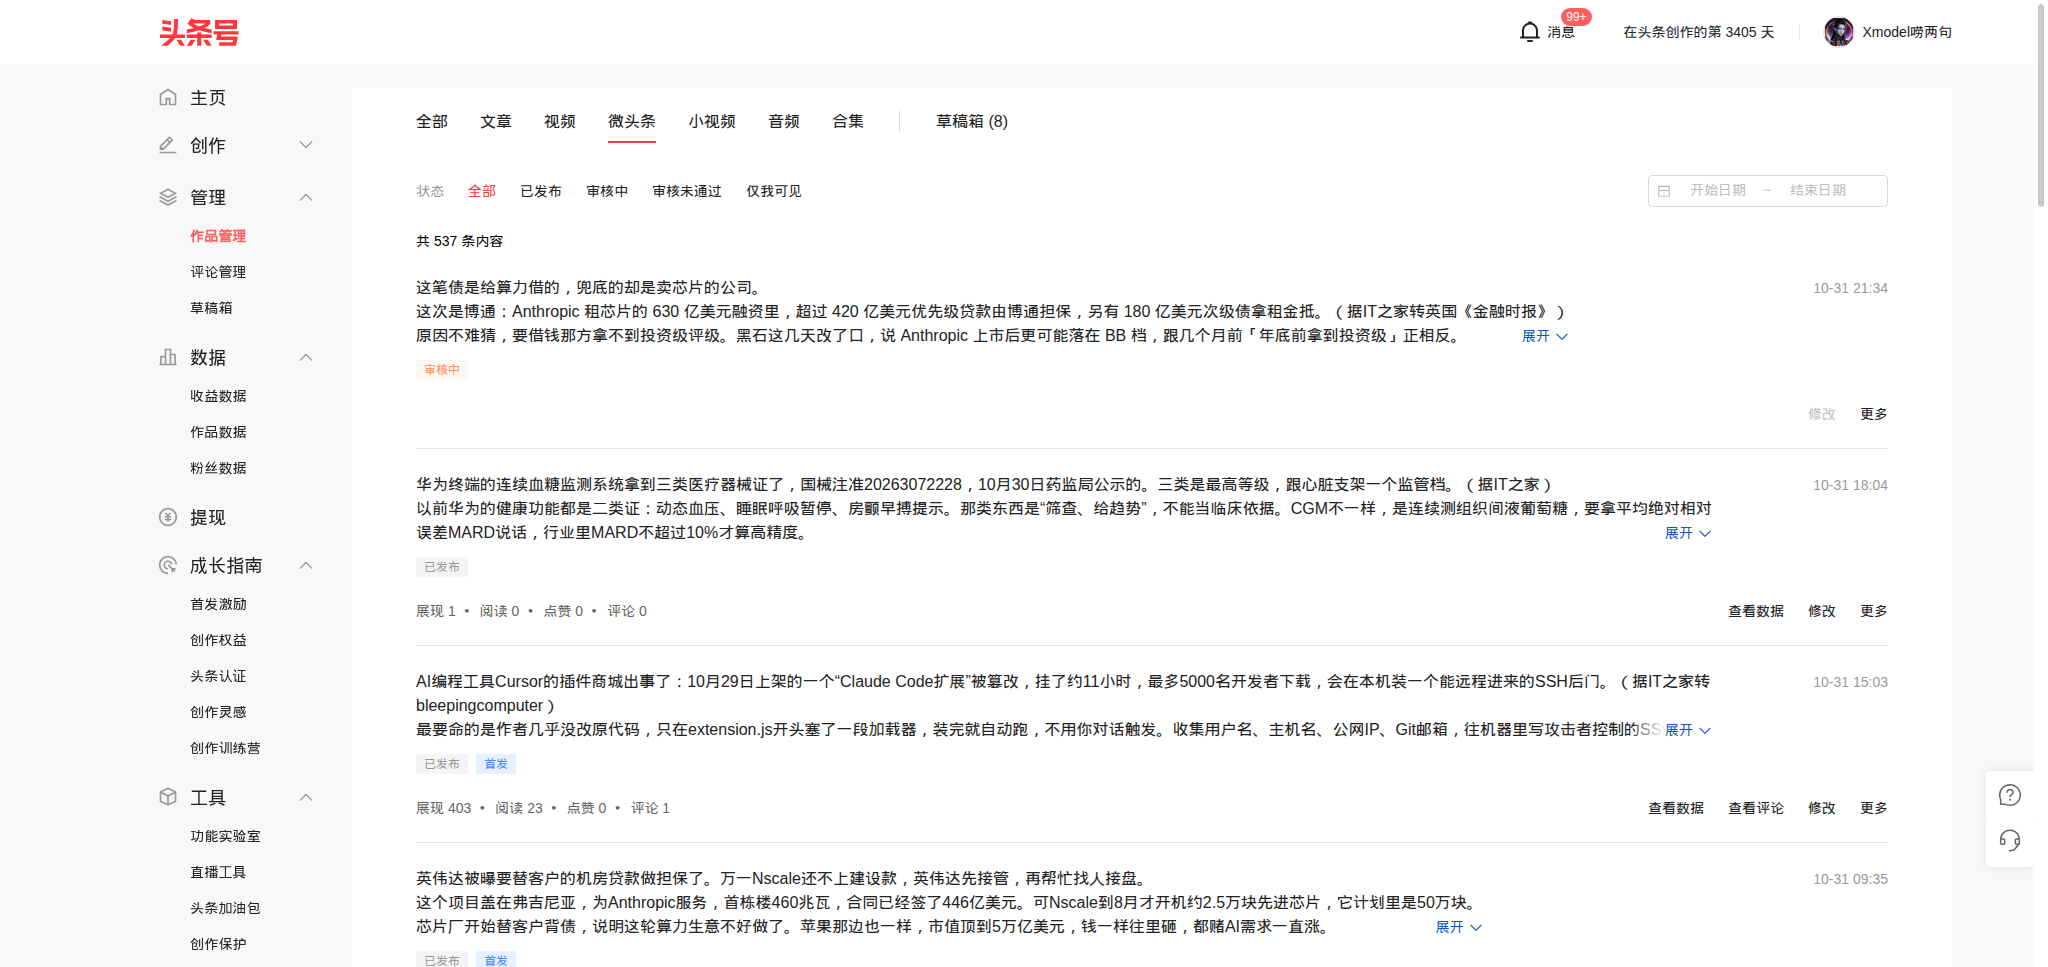 头条号
消息
99+
在头条创作的第 3405 天
Xmodel唠两句
主页
创作
管理
作品管理
评论管理
草稿箱
数据
收益数据
作品数据
粉丝数据
提现
成长指南
首发激励
创作权益
头条认证
创作灵感
创作训练营
工具
功能实验室
直播工具
头条加油包
创作保护
全部 文章 视频 微头条 小视频 音频 合集 草稿箱 (8)
状态 全部 已发布 审核中 审核未通过 仅我可见
开始日期 ~ 结束日期
共 537 条内容
这笔债是给算力借的，兜底的却是卖芯片的公司。
10-31 21:34
这次是博通：Anthropic 租芯片的 630 亿美元融资里，超过 420 亿美元优先级贷款由博通担保，另有 180 亿美元次级债拿租金抵。（据IT之家转英国《金融时报》）
原因不难猜，要借钱那方拿不到投资级评级。黑石这几天改了口，说 Anthropic 上市后更可能落在 BB 档，跟几个月前「年底前拿到投资级」正相反。 展开
审核中
修改 更多
华为终端的连续血糖监测系统拿到三类医疗器械证了，国械注准20263072228，10月30日药监局公示的。三类是最高等级，跟心脏支架一个监管档。（据IT之家）
10-31 18:04
以前华为的健康功能都是二类证：动态血压、睡眠呼吸暂停、房颤早搏提示。那类东西是“筛查、给趋势”，不能当临床依据。CGM不一样，是连续测组织间液葡萄糖，要拿平均绝对相对
误差MARD说话，行业里MARD不超过10%才算高精度。 展开
已发布
展现 1 • 阅读 0 • 点赞 0 • 评论 0
查看数据 修改 更多
AI编程工具Cursor的插件商城出事了：10月29日上架的一个“Claude Code扩展”被篡改，挂了约11小时，最多5000名开发者下载，会在本机装一个能远程进来的SSH后门。（据IT之家转
10-31 15:03
bleepingcomputer）
最要命的是作者几乎没改原代码，只在extension.js开头塞了一段加载器，装完就自动跑，不用你对话触发。收集用户名、主机名、公网IP、Git邮箱，往机器里写攻击者控制的SS 展开
已发布 首发
展现 403 • 阅读 23 • 点赞 0 • 评论 1
查看数据 查看评论 修改 更多
英伟达被曝要替客户的机房贷款做担保了。万一Nscale还不上建设款，英伟达先接管，再帮忙找人接盘。
10-31 09:35
这个项目盖在弗吉尼亚，为Anthropic服务，首栋楼460兆瓦，合同已经签了446亿美元。可Nscale到8月才开机约2.5万块先进芯片，它计划里是50万块。
芯片厂开始替客户背债，说明这轮算力生意不好做了。苹果那边也一样，市值顶到5万亿美元，钱一样往里砸，都赌AI需求一直涨。 展开
已发布 首发